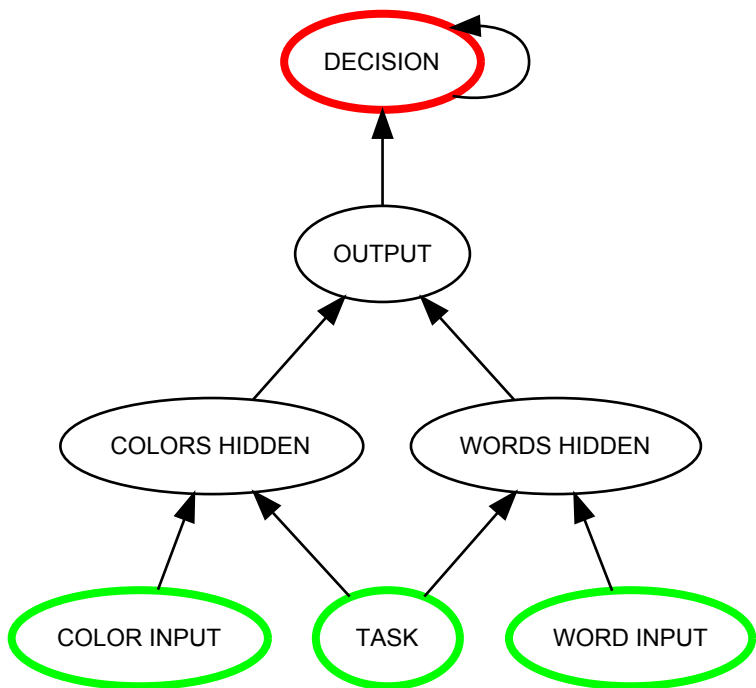 DECISION
OUTPUT
COLORS HIDDEN
WORDS HIDDEN
COLOR INPUT
TASK
WORD INPUT